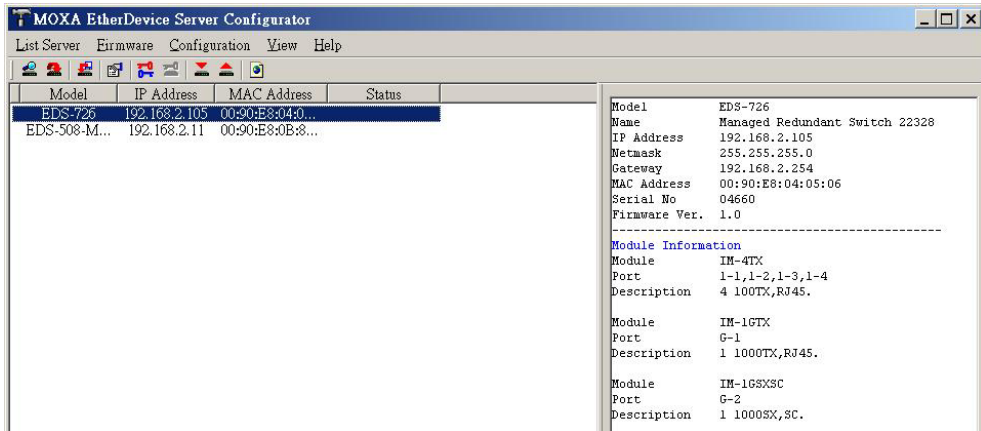 MOXA EtherDevice Server Configurator
List Server Firmware Configuration View Help
Model IP Address MAC Address Status
EDS-726 192.168.2.105 00:90:E8:04:0...
EDS-508-M... 192.168.2.11 00:90:E8:0B:8...
Model EDS-726
Name Managed Redundant Switch 22328
IP Address 192.168.2.105
Netmask 255.255.255.0
Gateway 192.168.2.254
MAC Address 00:90:E8:04:05:06
Serial No 04660
Firmware Ver. 1.0
------------------------------------------------
Module Information
Module IM-4TX
Port 1-1,1-2,1-3,1-4
Description 4 100TX,RJ45.
Module IM-1GTX
Port G-1
Description 1 1000TX,RJ45.
Module IM-1GSXSC
Port G-2
Description 1 1000SX,SC.